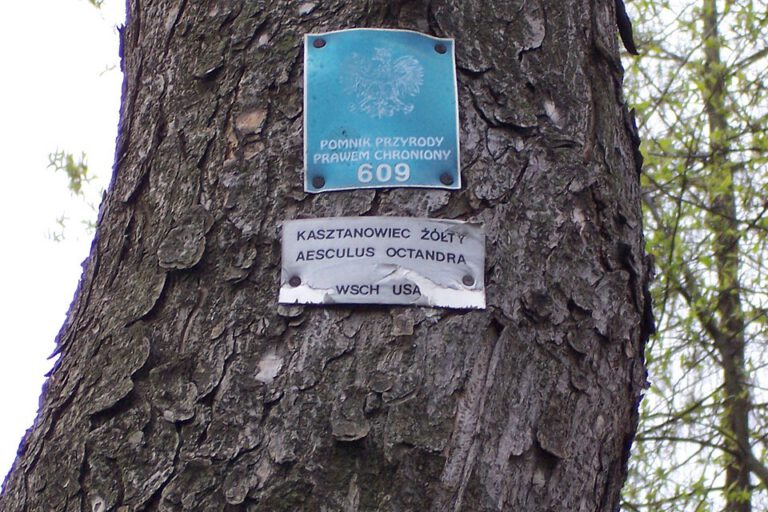 POMNIK PRZYRODY
PRAWEM CHRONIONY
609
KASZTANOWIEC ŻÓŁTY
AESCULUS OCTANDRA
WSCH USA